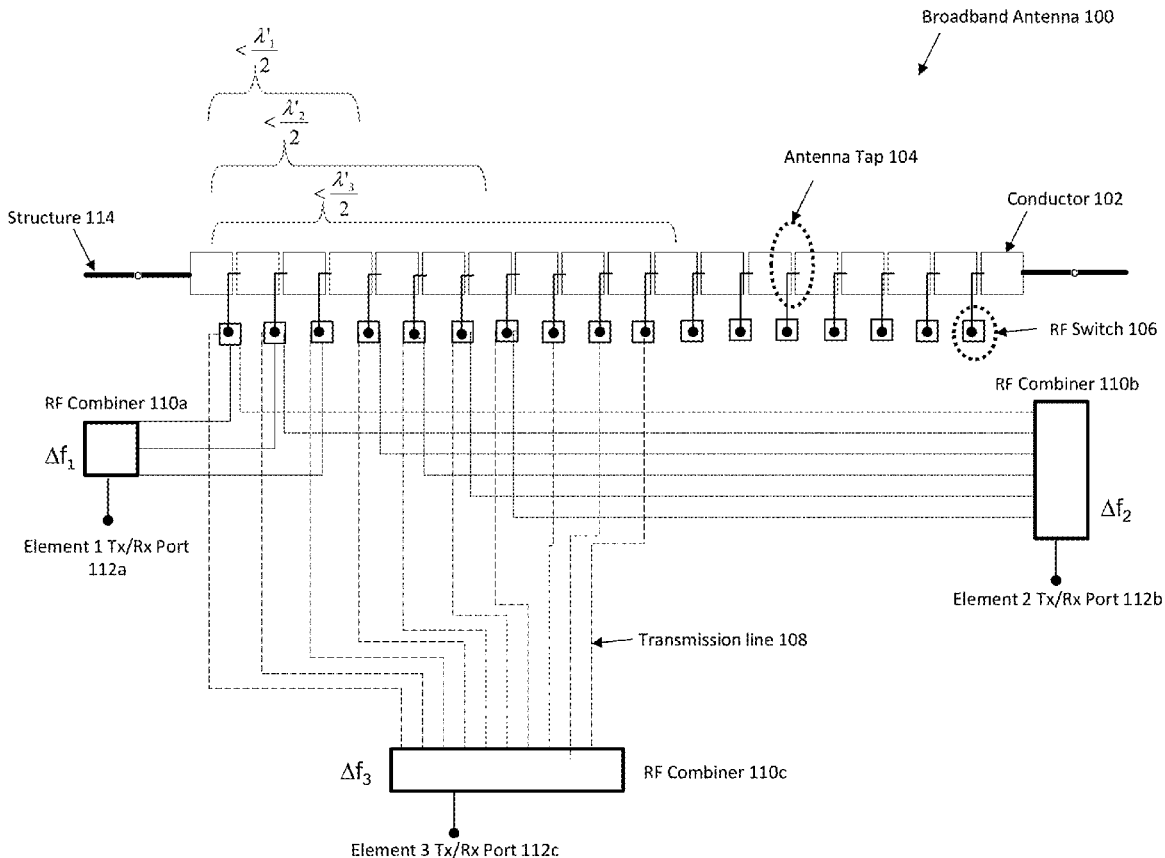 Broadband Antenna 100
< λ'₁/2
< λ'₂/2
< λ'₃/2
Antenna Tap 104
Structure 114
Conductor 102
RF Switch 106
RF Combiner 110a
RF Combiner 110b
Δf₁
Δf₂
Element 1 Tx/Rx Port
112a
Element 2 Tx/Rx Port 112b
Transmission line 108
Δf₃
RF Combiner 110c
Element 3 Tx/Rx Port 112c